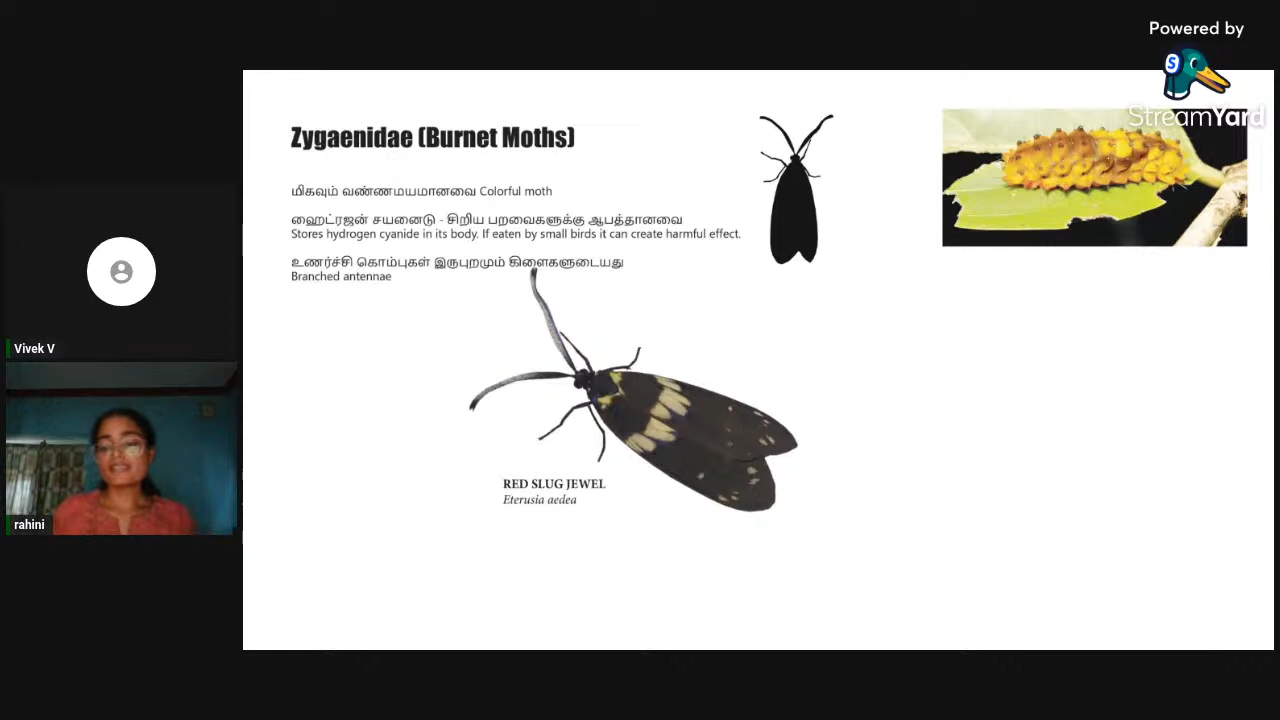 Powered by
StreamYard
Zygaenidae (Burnet Moths)
மிகவும் வண்ணமயமானவை Colorful moth
ஹைட்ரஜன் சயனைடு - சிறிய பறவைகளுக்கு ஆபத்தானவை
Stores hydrogen cyanide in its body. If eaten by small birds it can create harmful effect.
உணர்ச்சி கொம்புகள் இருபுறமும் கிளைகளுடையது
Branched antennae
Vivek V
RED SLUG JEWEL
Eterusia aedea
rahini